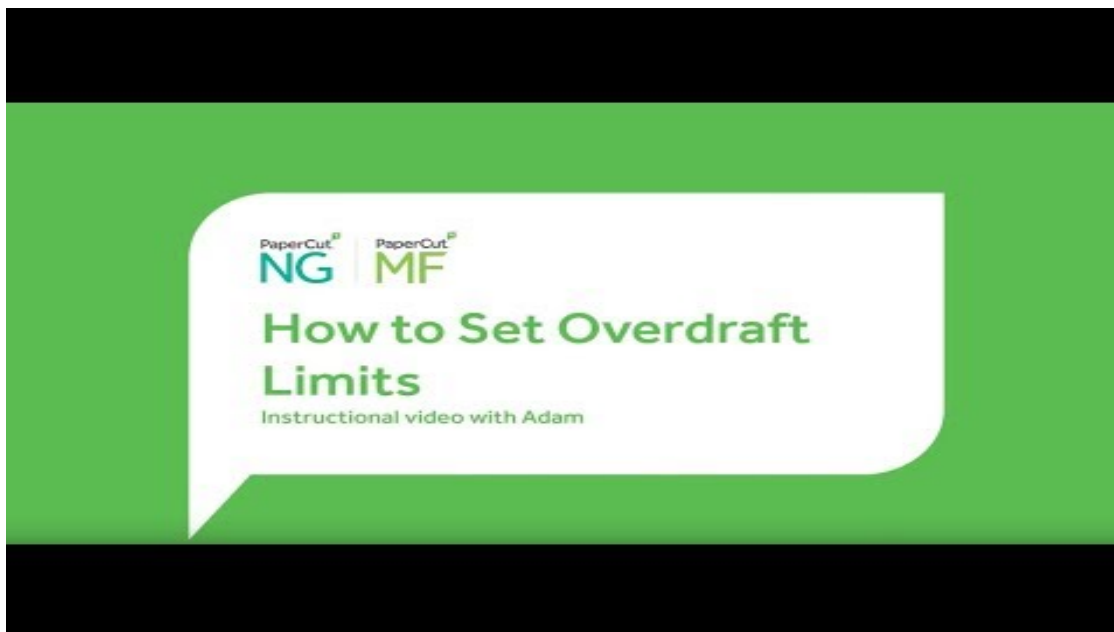 PaperCut PaperCut
NG MF
How to Set Overdraft
Limits
Instructional video with Adam